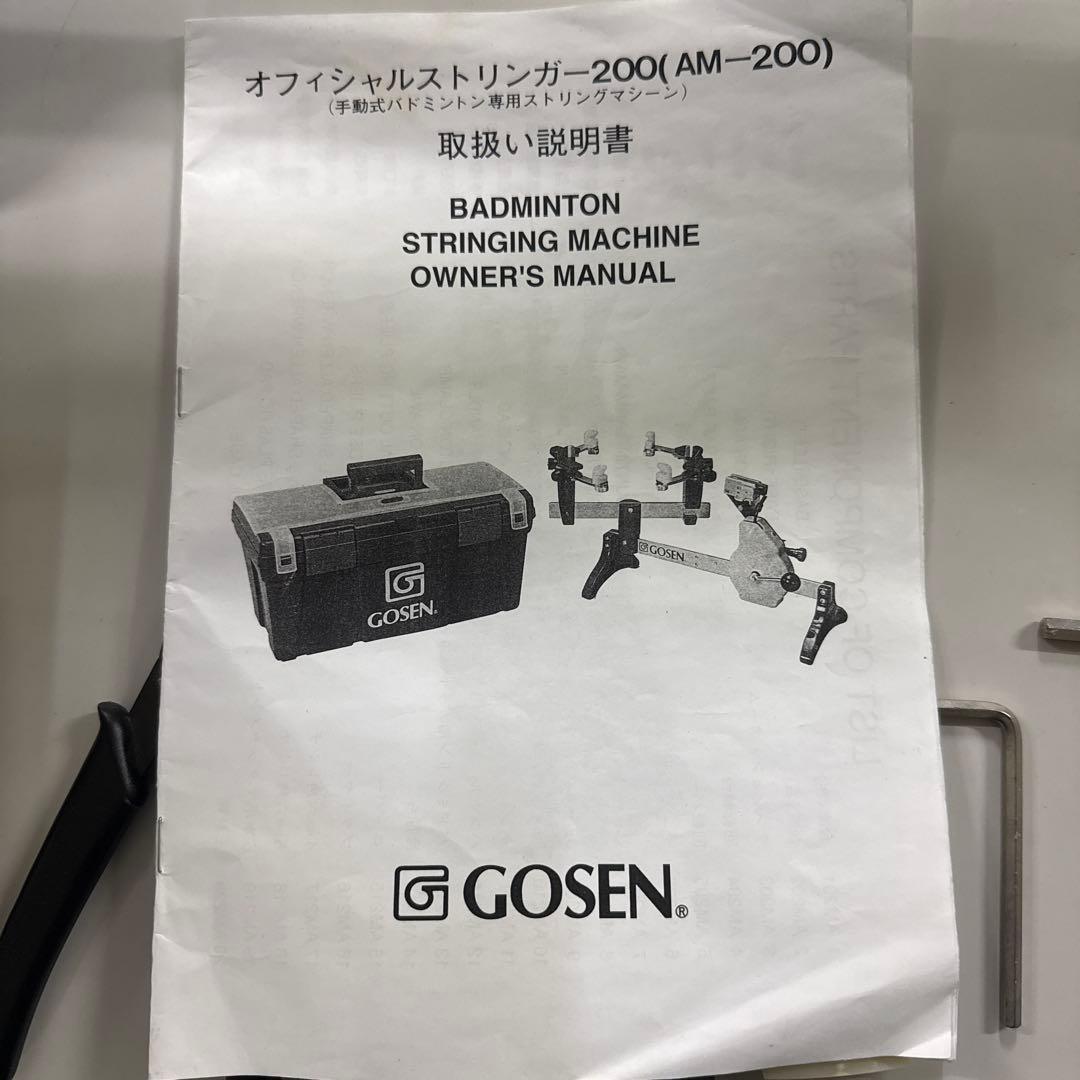 オフィシャルストリンガー200(AM-200)
(手動式バドミントン専用ストリングマシーン)
取扱い説明書
BADMINTON
STRINGING MACHINE
OWNER'S MANUAL
GOSEN
GOSEN®
GOSEN®